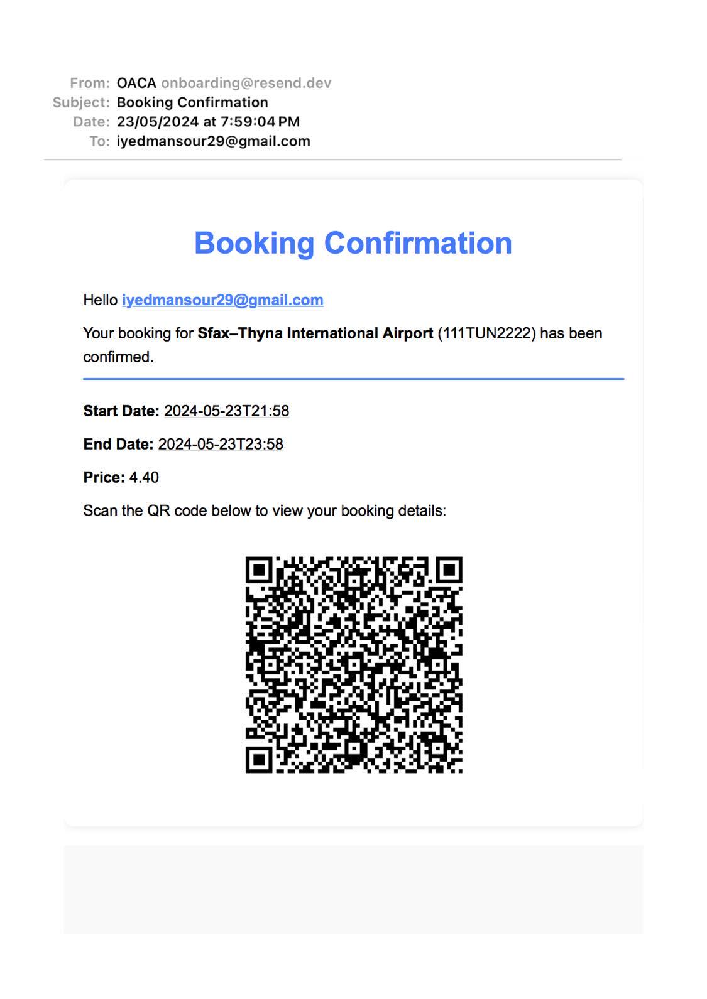 From: OACA onboarding@resend.dev
Subject: Booking Confirmation
Date: 23/05/2024 at 7:59:04 PM
To: iyedmansour29@gmail.com
Booking Confirmation
Hello iyedmansour29@gmail.com
Your booking for Sfax–Thyna International Airport (111TUN2222) has been
confirmed.
Start Date: 2024-05-23T21:58
End Date: 2024-05-23T23:58
Price: 4.40
Scan the QR code below to view your booking details: